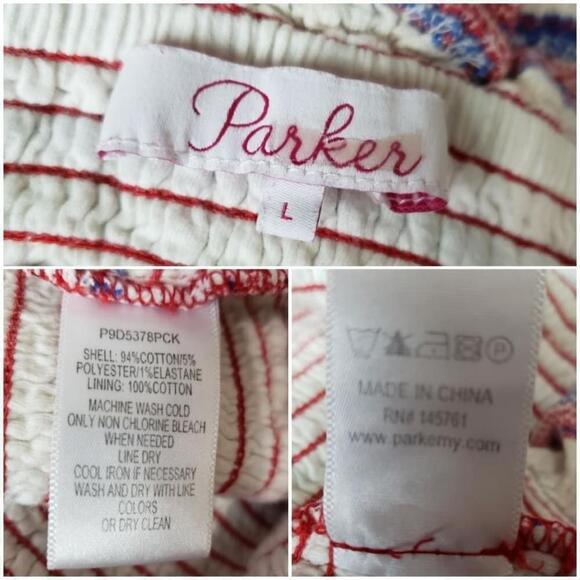 Parker
L
P9D5378PCK
SHELL: 94%COTTON/5%
POLYESTER/1%ELASTANE
LINING: 100%COTTON
MACHINE WASH COLD
ONLY NON CHLORINE BLEACH
WHEN NEEDED
LINE DRY
COOL IRON IF NECESSARY
WASH AND DRY WITH LIKE
COLORS
OR DRY CLEAN
P
MADE IN CHINA
RN# 145761
www.parkerny.com